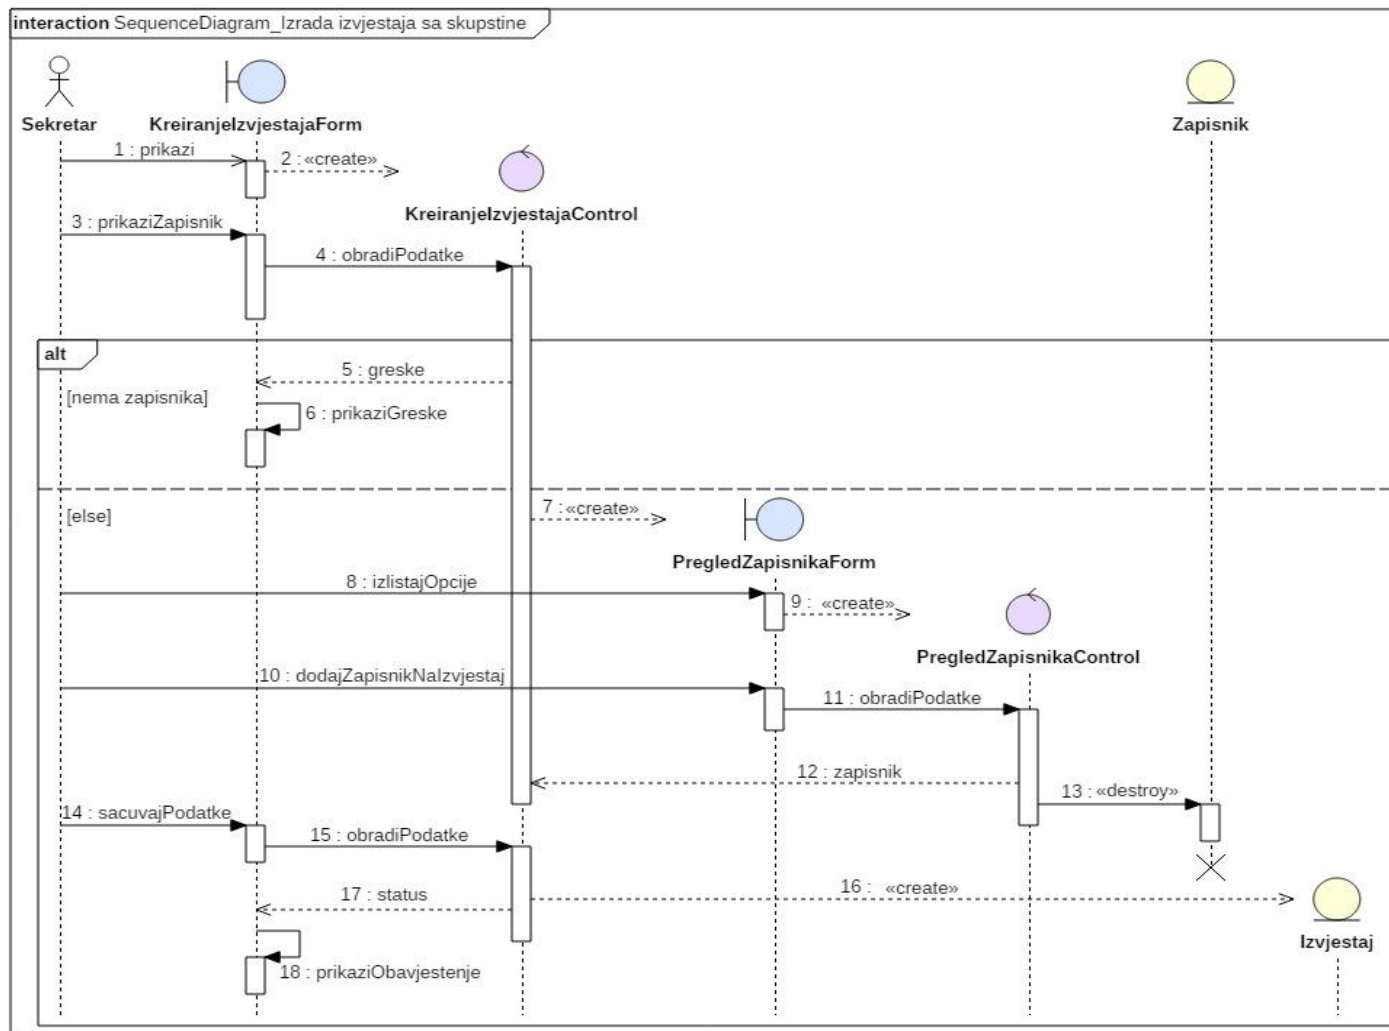 interaction SequenceDiagram_Izrada izvjestaja sa skupstine
Sekretar
KreiranjeIzvjestajaForm
Zapisnik
1 : prikazi
2 : «create»
KreiranjeIzvjestajaControl
3 : prikaziZapisnik
4 : obradiPodatke
alt
5 : greske
[nema zapisnika]
6 : prikaziGreske
7 : «create»
[else]
PregledZapisnikaForm
8 : izlistajOpcije
9 : «create»
PregledZapisnikaControl
10 : dodajZapisnikNaIzvjestaj
11 : obradiPodatke
12 : zapisnik
13 : «destroy»
14 : sacuvajPodatke
15 : obradiPodatke
16 : «create»
17 : status
Izvjestaj
18 : prikaziObavjestenje